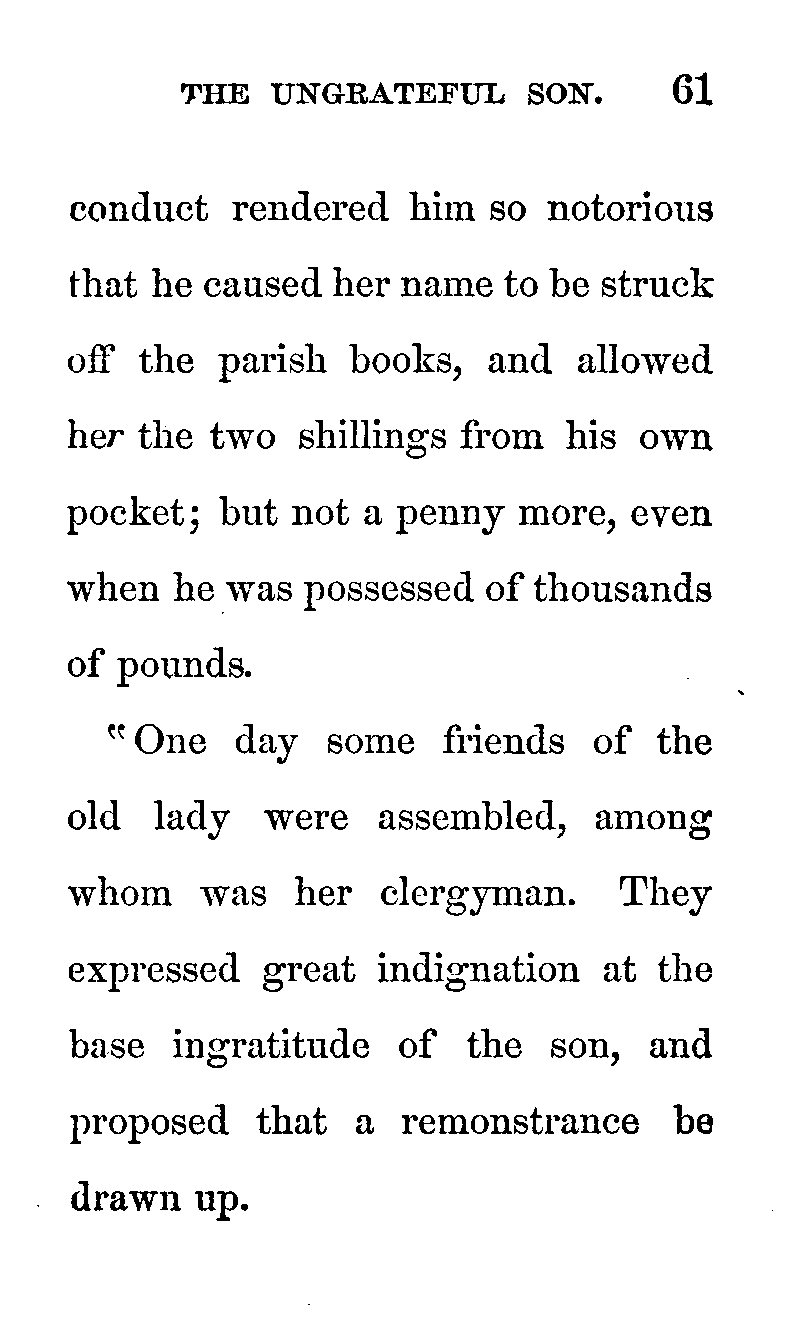 THE UNGRATEFUL SON. 61
conduct rendered him so notorious
that he caused her name to be struck
off the parish books, and allowed
her the two shillings from his own
pocket; but not a penny more, even
when he was possessed of thousands
of pounds.
"One day some friends of the
old lady were assembled, among
whom was her clergyman. They
expressed great indignation at the
base ingratitude of the son, and
proposed that a remonstrance be
drawn up.